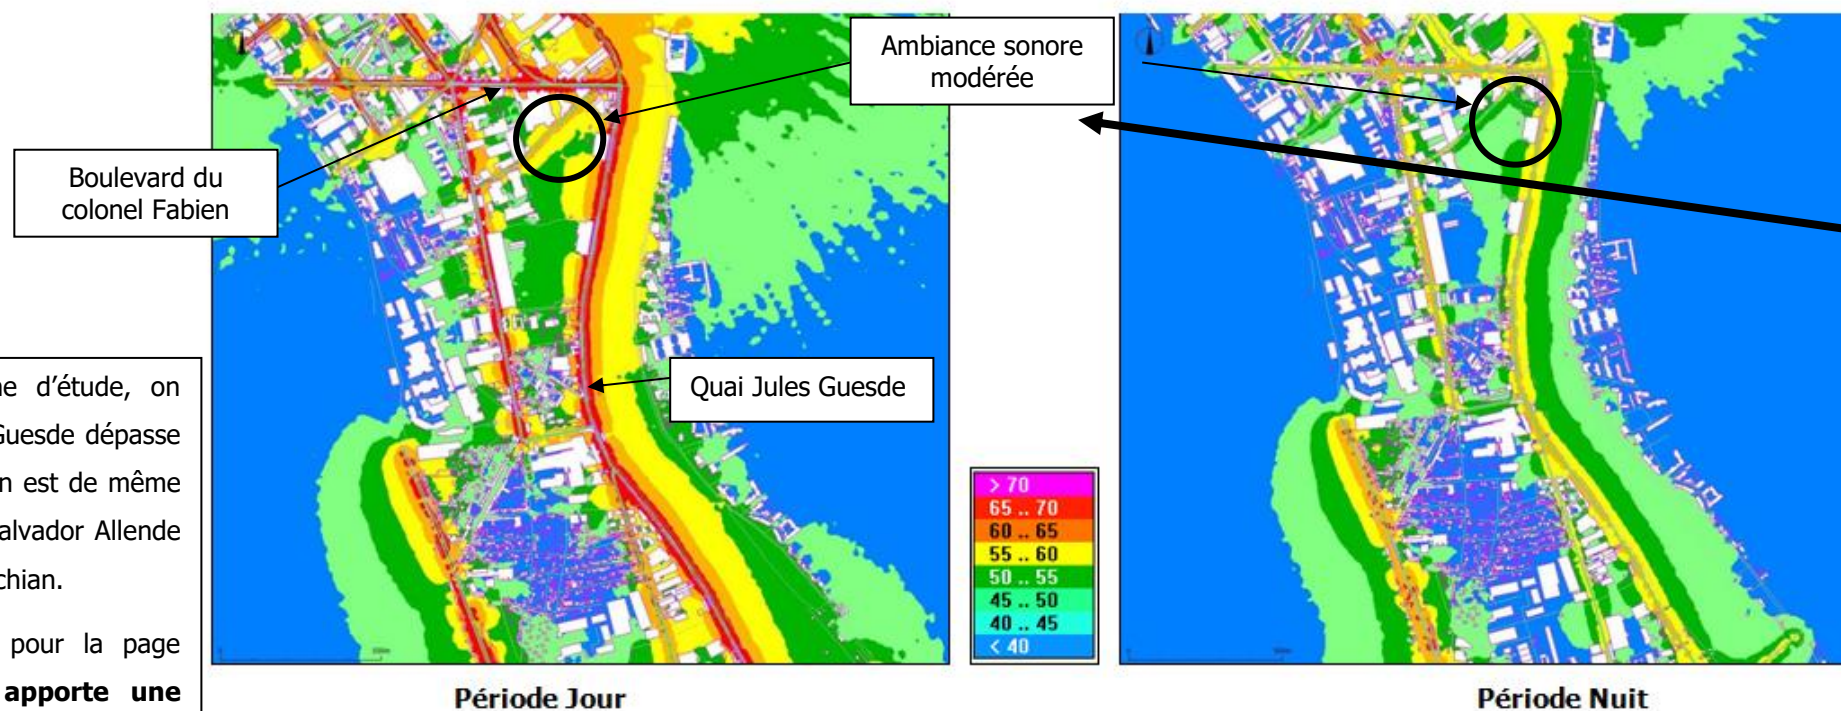 Ambiance sonore
modérée
Boulevard du
colonel Fabien
Quai Jules Guesde
ne d'étude, on
Guesde dépasse
n est de même
alvador Allende
chian.
pour la page
apporte une
> 70
65 .. 70
60 .. 65
55 .. 60
50 .. 55
45 .. 50
40 .. 45
< 40
Période Jour
Période Nuit